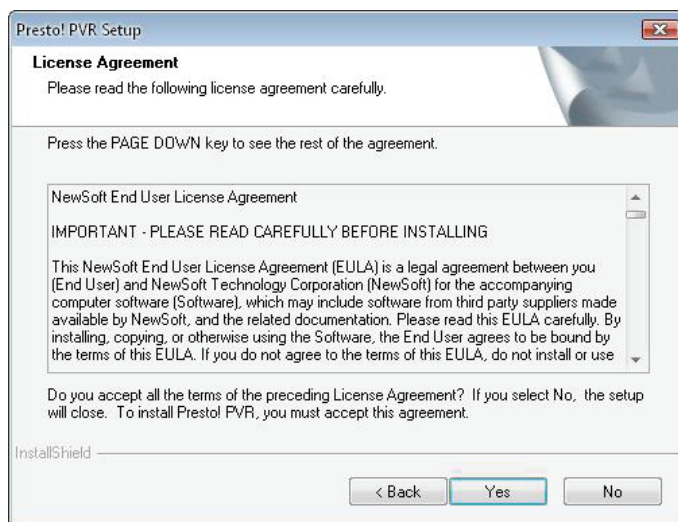 Presto! PVR Setup
License Agreement
Please read the following license agreement carefully.
Press the PAGE DOWN key to see the rest of the agreement.
NewSoft End User License Agreement
IMPORTANT - PLEASE READ CAREFULLY BEFORE INSTALLING
This NewSoft End User License Agreement (EULA) is a legal agreement between you
(End User) and NewSoft Technology Corporation (NewSoft) for the accompanying
computer software (Software), which may include software from third party suppliers made
available by NewSoft, and the related documentation. Please read this EULA carefully. By
installing, copying, or otherwise using the Software, the End User agrees to be bound by
the terms of this EULA. If you do not agree to the terms of this EULA, do not install or use
Do you accept all the terms of the preceding License Agreement? If you select No, the setup
will close. To install Presto! PVR, you must accept this agreement.
InstallShield
< Back Yes No